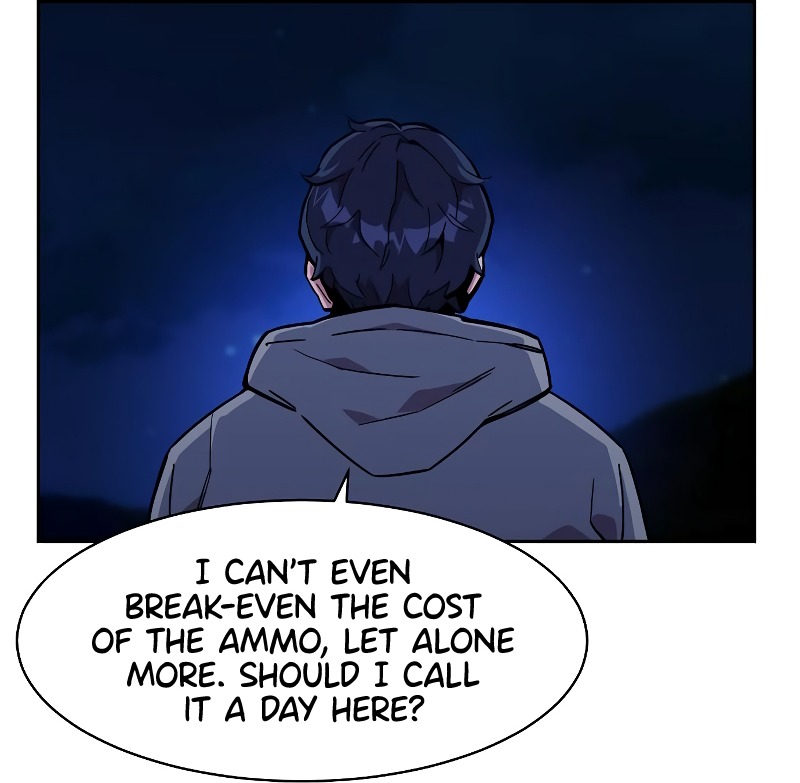 I CAN'T EVEN
BREAK-EVEN THE COST
OF THE AMMO, LET ALONE
MORE. SHOULD I CALL
IT A DAY HERE?